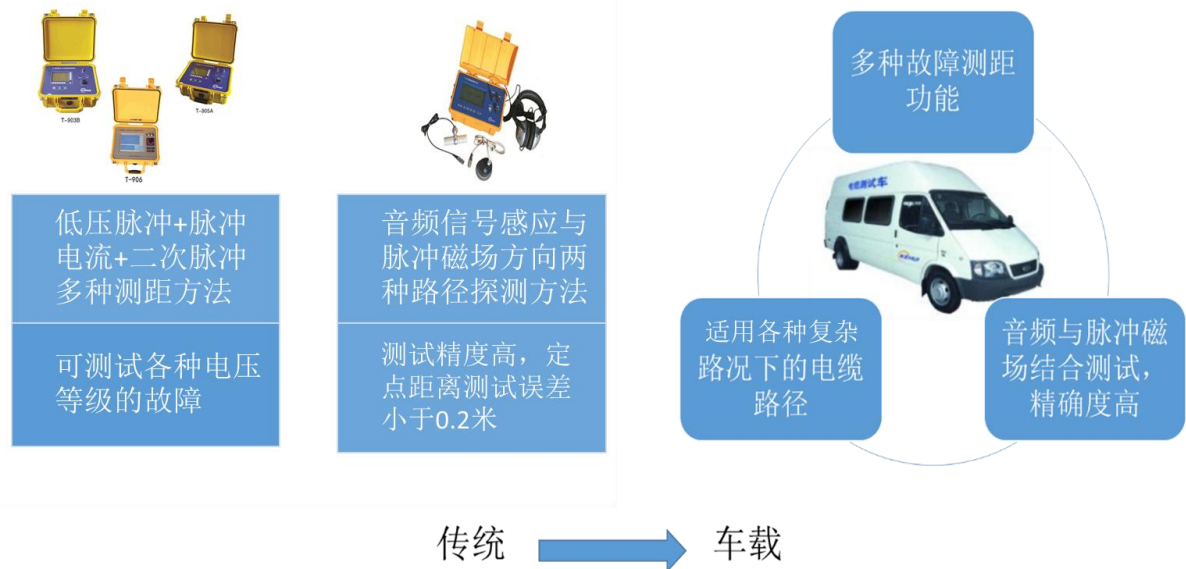 T-903B
T-905A
T-906
低压脉冲+脉冲
电流+二次脉冲
多种测距方法
可测试各种电压
等级的故障
音频信号感应与
脉冲磁场方向两
种路径探测方法
测试精度高，定
点距离测试误差
小于0.2米
多种故障测距
功能
电缆测试车
适用各种复杂
路况下的电缆
路径
音频与脉冲磁
场结合测试，
精确度高
传统
车载